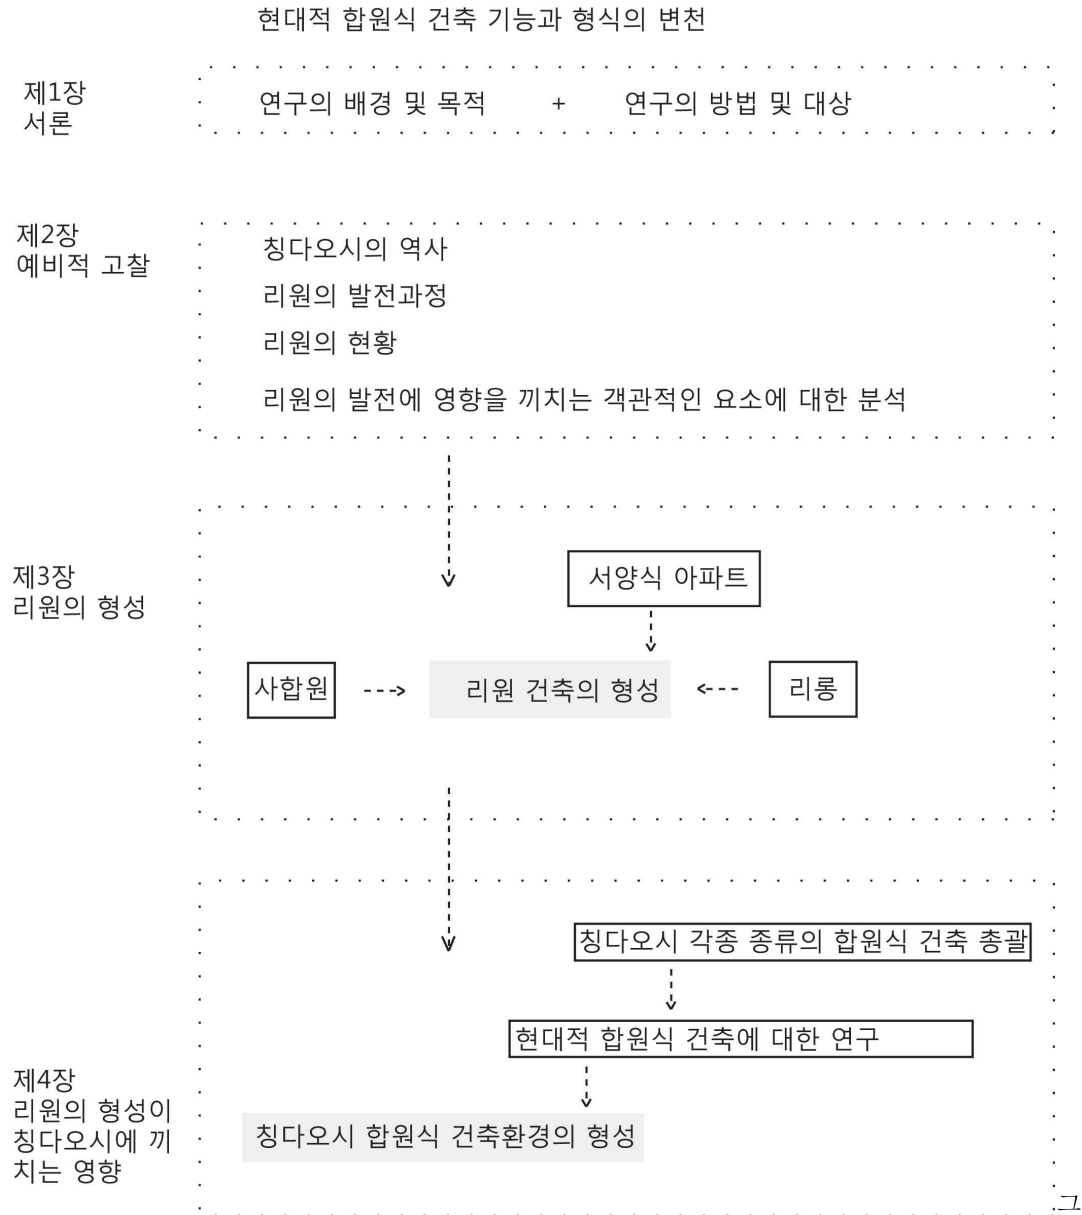 현대적 합원식 건축 기능과 형식의 변천
제1장
서론
연구의 배경 및 목적 + 연구의 방법 및 대상
제2장
예비적 고찰
칭다오시의 역사
리원의 발전과정
리원의 현황
리원의 발전에 영향을 끼치는 객관적인 요소에 대한 분석
제3장
리원의 형성
서양식 아파트
사합원
리원 건축의 형성
리롱
칭다오시 각종 종류의 합원식 건축 총괄
현대적 합원식 건축에 대한 연구
제4장
리원의 형성이
칭다오시에 끼
치는 영향
칭다오시 합원식 건축환경의 형성
그